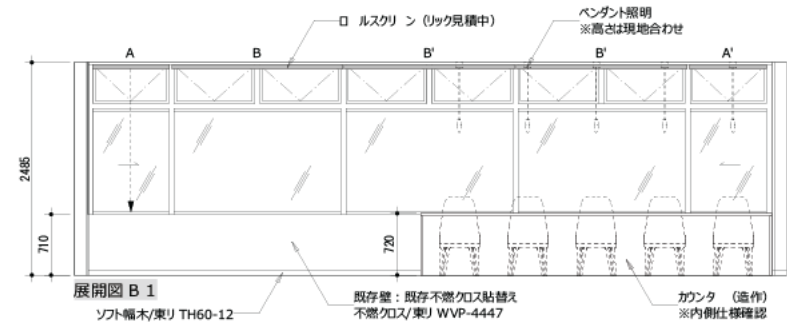 ロ ルスクリ ン (リック見積中)
ペンダント照明
※高さは現地合わせ
A B B' B' A'
2485
710
720
展開図 B 1
ソフト幅木/東リ TH60-12
既存壁：既存不燃クロス貼替え
不燃クロス/東リ WVP-4447
カウンタ (造作)
※内側仕様確認